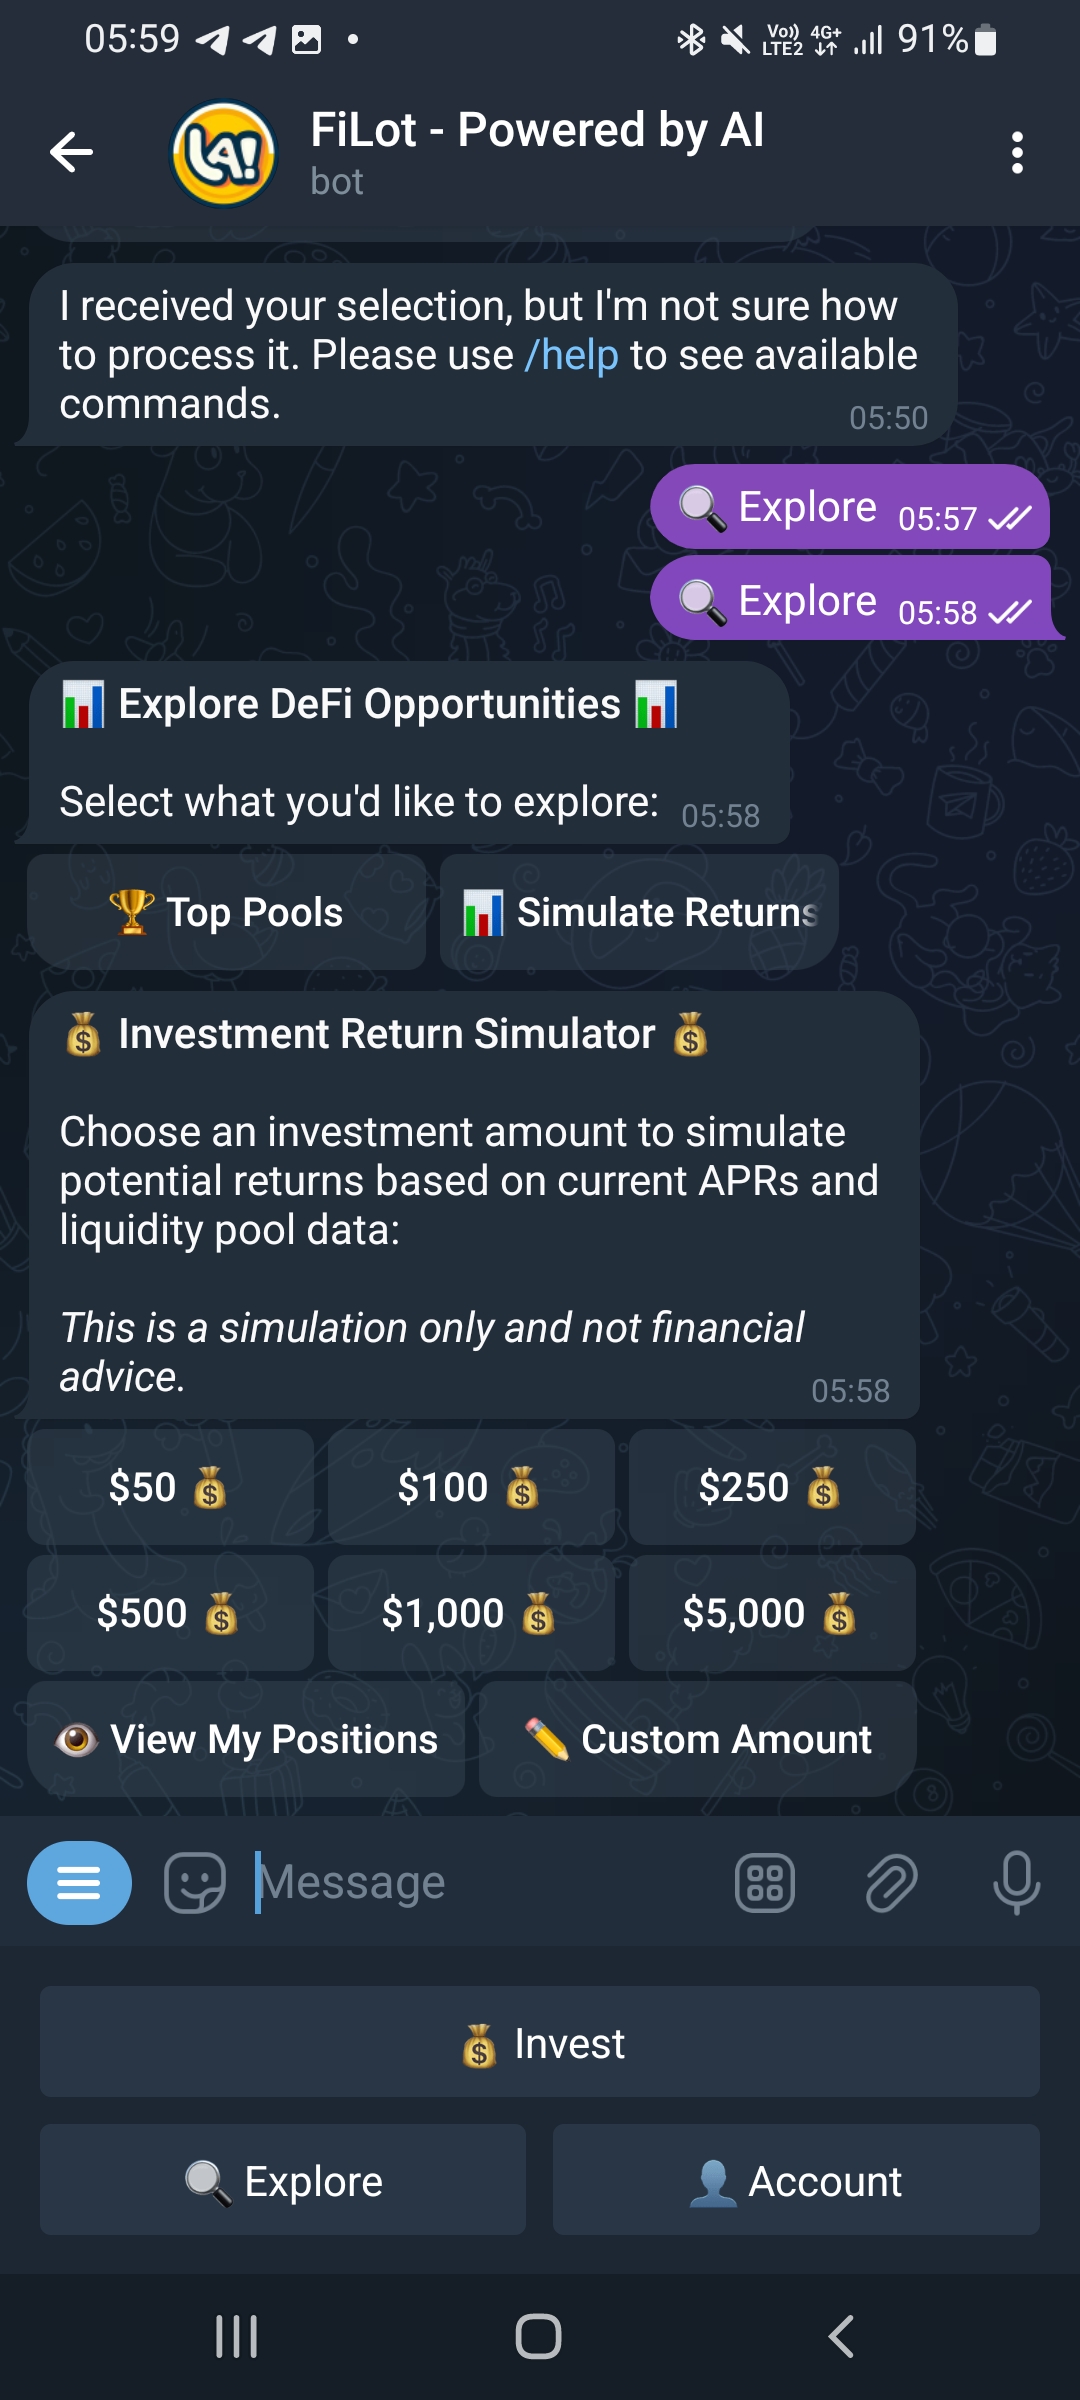 05:59
Vo)) LTE2 4G+ 91%
LA!
FiLot - Powered by AI
bot
I received your selection, but I'm not sure how
to process it. Please use /help to see available
commands.
05:50
Explore 05:57
Explore 05:58
Explore DeFi Opportunities
Select what you'd like to explore: 05:58
Top Pools
Simulate Returns
Investment Return Simulator
Choose an investment amount to simulate
potential returns based on current APRs and
liquidity pool data:
This is a simulation only and not financial
advice.
05:58
$50 $100 $250
$500 $1,000 $5,000
View My Positions
Custom Amount
Message
Invest
Explore
Account